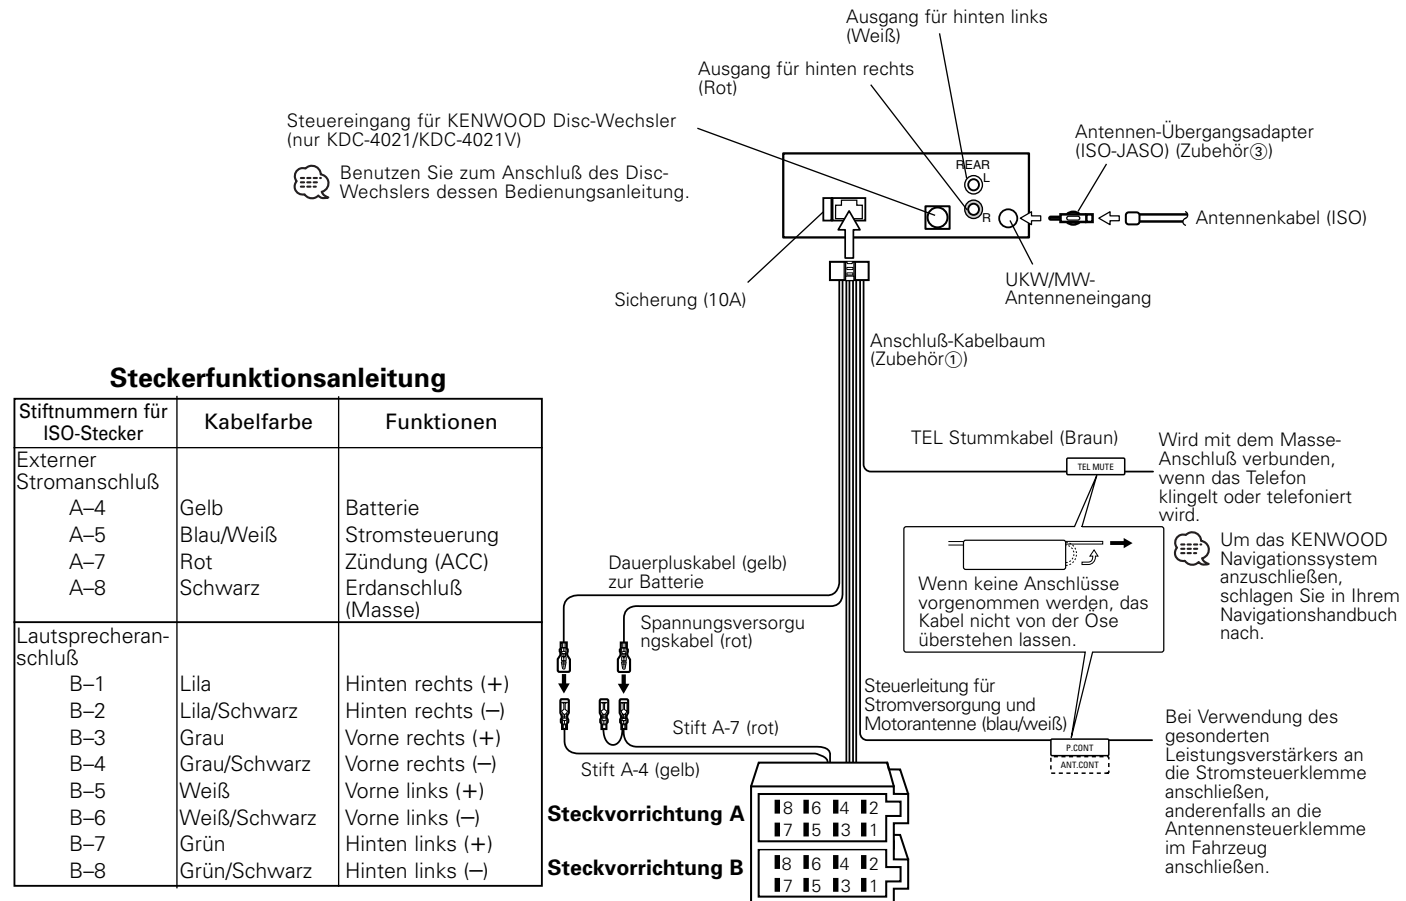 Ausgang für hinten links
(Weiß)
Ausgang für hinten rechts
(Rot)
Steuereingang für KENWOOD Disc-Wechsler
(nur KDC-4021/KDC-4021V)
Benutzen Sie zum Anschluß des Disc-
Wechslers dessen Bedienungsanleitung.
Antennen-Übergangsadapter
(ISO-JASO) (Zubehör③)
REAR
L
R
Antennenkabel (ISO)
UKW/MW-
Antenneneingang
Sicherung (10A)
Anschluß-Kabelbaum
(Zubehör①)
Steckerfunktionsanleitung
Stiftnummern für
ISO-Stecker
Kabelfarbe
Funktionen
Externer
Stromanschluß
A–4 Gelb Batterie
A–5 Blau/Weiß Stromsteuerung
A–7 Rot Zündung (ACC)
A–8 Schwarz Erdanschluß
(Masse)
Lautsprecheran-
schluß
B–1 Lila Hinten rechts (+)
B–2 Lila/Schwarz Hinten rechts (–)
B–3 Grau Vorne rechts (+)
B–4 Grau/Schwarz Vorne rechts (–)
B–5 Weiß Vorne links (+)
B–6 Weiß/Schwarz Vorne links (–)
B–7 Grün Hinten links (+)
B–8 Grün/Schwarz Hinten links (–)
TEL Stummkabel (Braun)
TEL MUTE
Wird mit dem Masse-
Anschluß verbunden,
wenn das Telefon
klingelt oder telefoniert
wird.
Um das KENWOOD
Navigationssystem
anzuschließen,
schlagen Sie in Ihrem
Navigationshandbuch
nach.
Wenn keine Anschlüsse
vorgenommen werden, das
Kabel nicht von der Öse
überstehen lassen.
Dauerpluskabel (gelb)
zur Batterie
Spannungsversorgu
ngskabel (rot)
Steuerleitung für
Stromversorgung und
Motorantenne (blau/weiß)
P.CONT
ANT.CONT
Bei Verwendung des
gesonderten
Leistungsverstärkers an
die Stromsteuerklemme
anschließen,
anderenfalls an die
Antennensteuerklemme
im Fahrzeug
anschließen.
Stift A-7 (rot)
Stift A-4 (gelb)
Steckvorrichtung A
8 6 4 2
7 5 3 1
Steckvorrichtung B
8 6 4 2
7 5 3 1